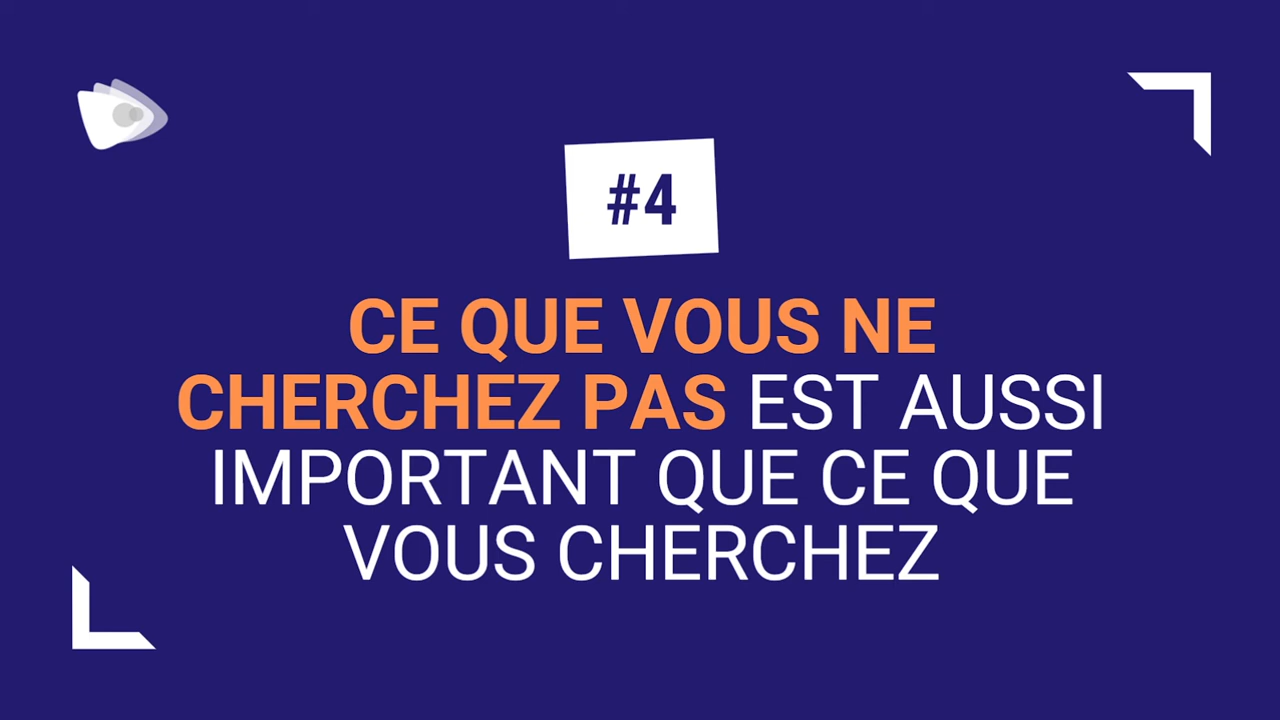 #4
CE QUE VOUS NE
CHERCHEZ PAS EST AUSSI
IMPORTANT QUE CE QUE
VOUS CHERCHEZ